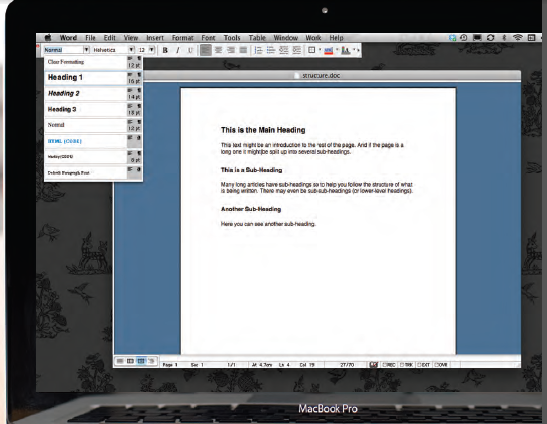 Word File Edit View Insert Format Font Tools Table Window Work Help
Normal Helvetica 12 B I U
structure.doc
Clear Formatting 12 pt
Heading 1 16 pt
Heading 2 14 pt
Heading 3 13 pt
Normal 12 pt
HTML (CODE)
6 pt
Default Paragraph Font
This is the Main Heading
This text might be an introduction to the rest of the page. And if the page is a
long one it might be split up into several sub-headings.
This is a Sub-Heading
Many long articles have sub-headings so to help you follow the structure of what
is being written. There may even be sub-sub-headings (or lower-level headings).
Another Sub-Heading
Here you can see another sub-heading.
Page 1 Sec 1 1/1 At 4.7cm Ln 4 Col 79 27/70 REC TRK EXT OVR
MacBook Pro